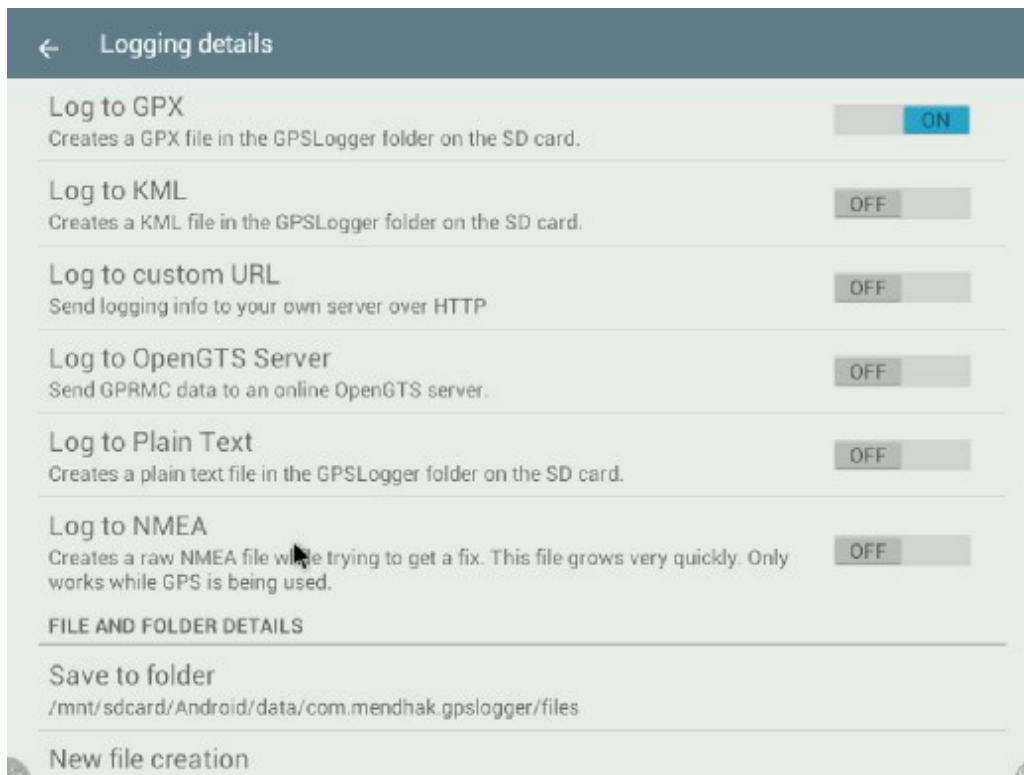 Logging details
Log to GPX
ON
Creates a GPX file in the GPSLogger folder on the SD card.
Log to KML
OFF
Creates a KML file in the GPSLogger folder on the SD card.
Log to custom URL
OFF
Send logging info to your own server over HTTP
Log to OpenGTS Server
OFF
Send GPRMC data to an online OpenGTS server.
Log to Plain Text
OFF
Creates a plain text file in the GPSLogger folder on the SD card.
Log to NMEA
OFF
Creates a raw NMEA file while trying to get a fix. This file grows very quickly. Only
works while GPS is being used.
FILE AND FOLDER DETAILS
Save to folder
/mnt/sdcard/Android/data/com.mendhak.gpslogger/files
New file creation